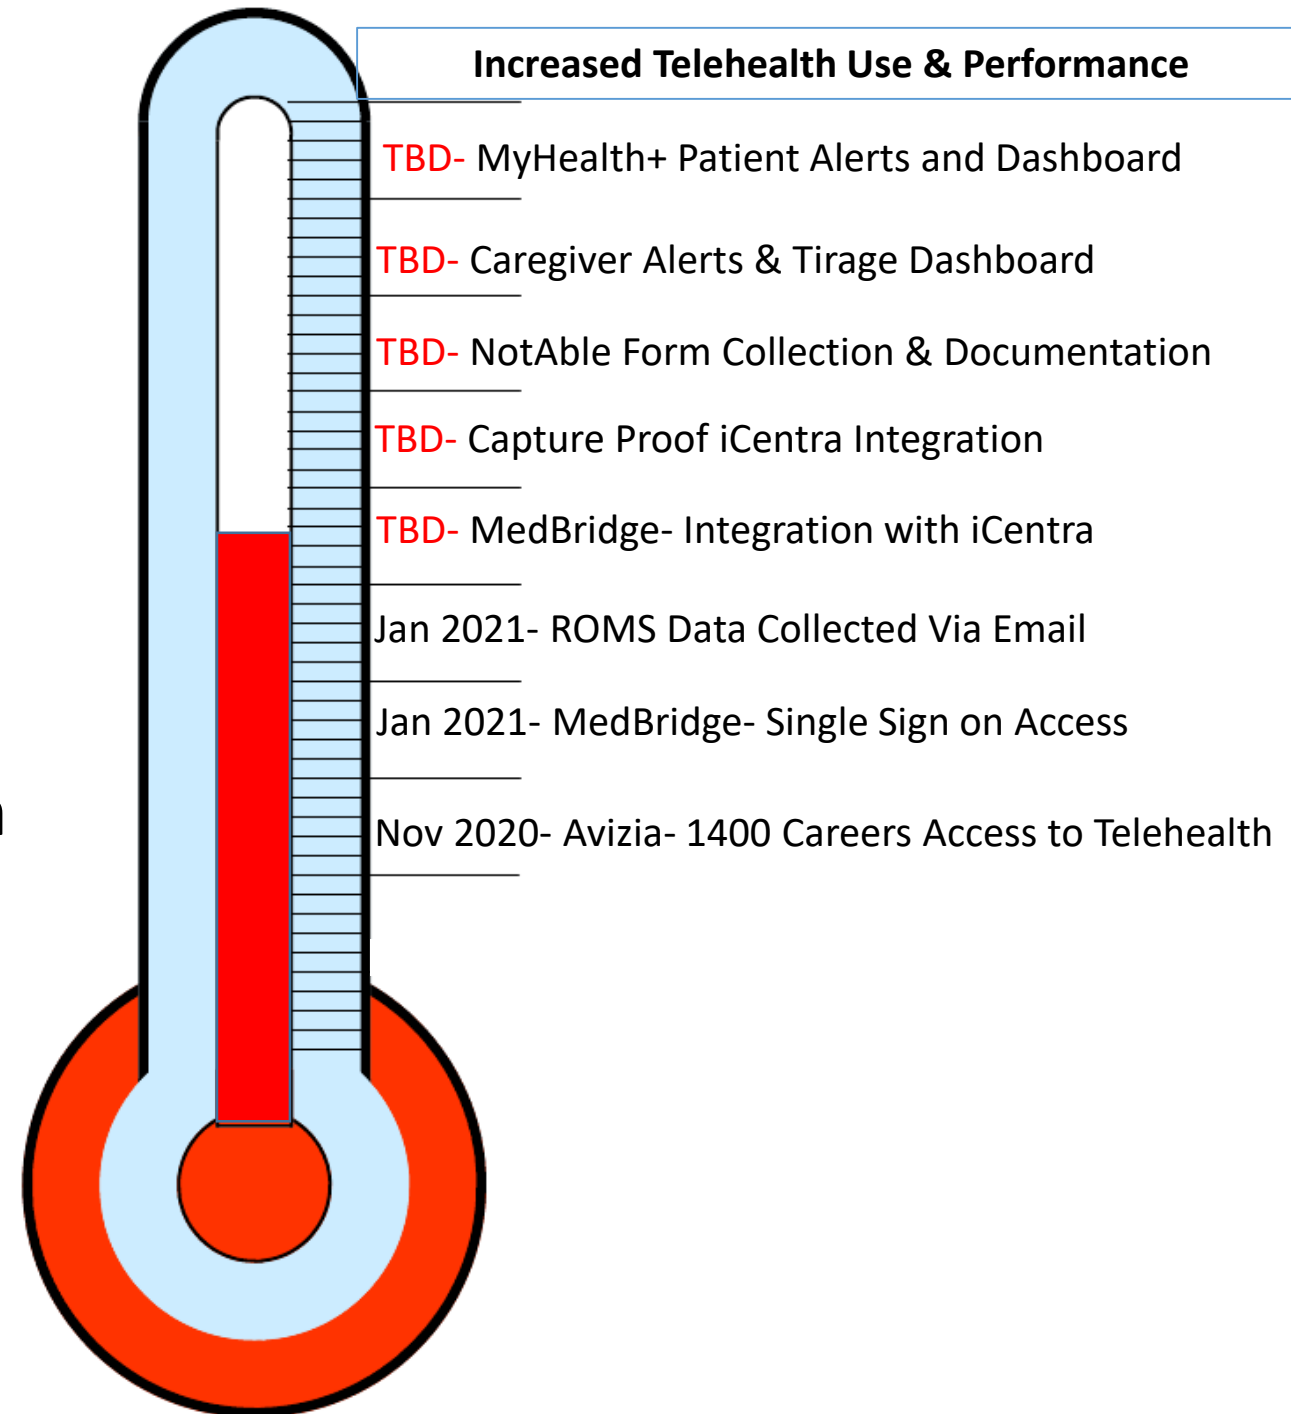 Increased Telehealth Use & Performance
TBD- MyHealth+ Patient Alerts and Dashboard
TBD- Caregiver Alerts & Tirage Dashboard
TBD- NotAble Form Collection & Documentation
TBD- Capture Proof iCentra Integration
TBD- MedBridge- Integration with iCentra
Jan 2021- ROMS Data Collected Via Email
Jan 2021- MedBridge- Single Sign on Access
Nov 2020- Avizia- 1400 Careers Access to Telehealth